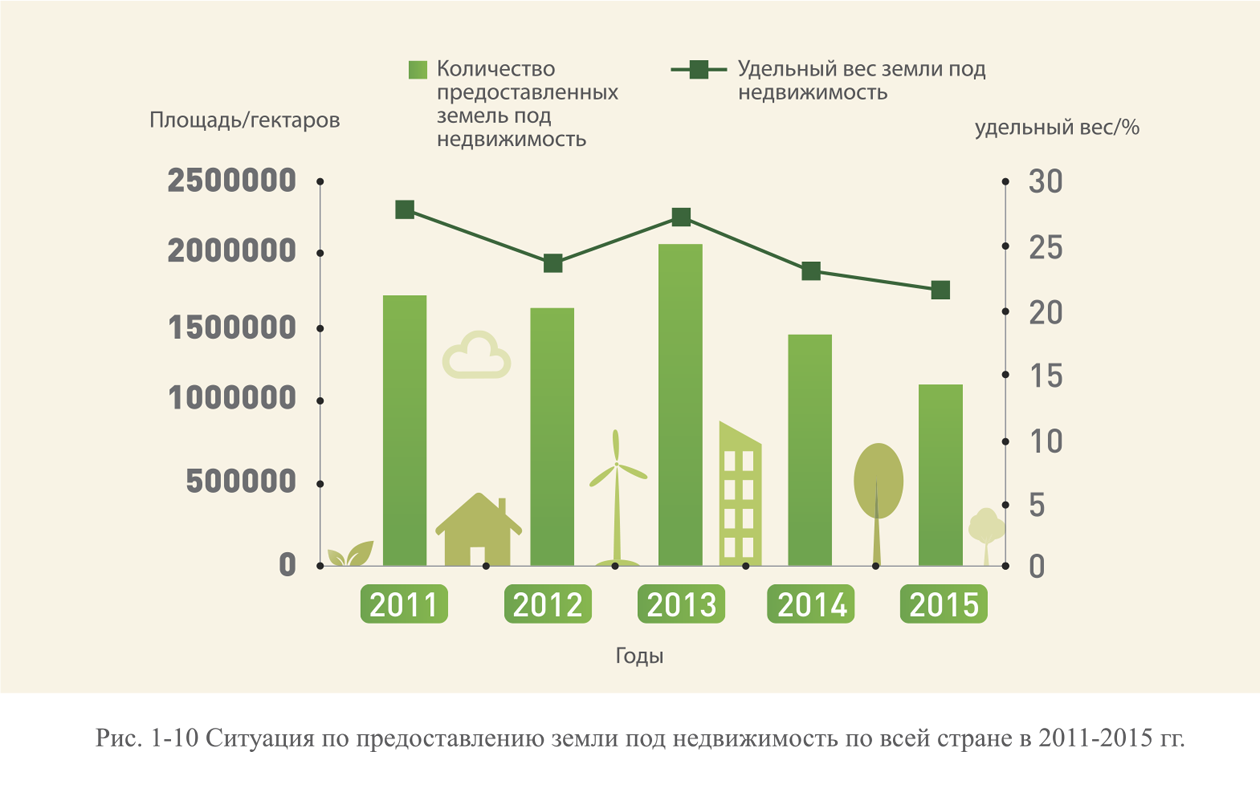 Количество
предоставленных
земель под
недвижимость
Удельный вес земли под
недвижимость
Площадь/гектаров
удельный вес/%
2500000
2000000
1500000
1000000
500000
0
30
25
20
15
10
5
0
2011
2012
2013
2014
2015
Годы
Рис. 1-10 Ситуация по предоставлению земли под недвижимость по всей стране в 2011-2015 гг.